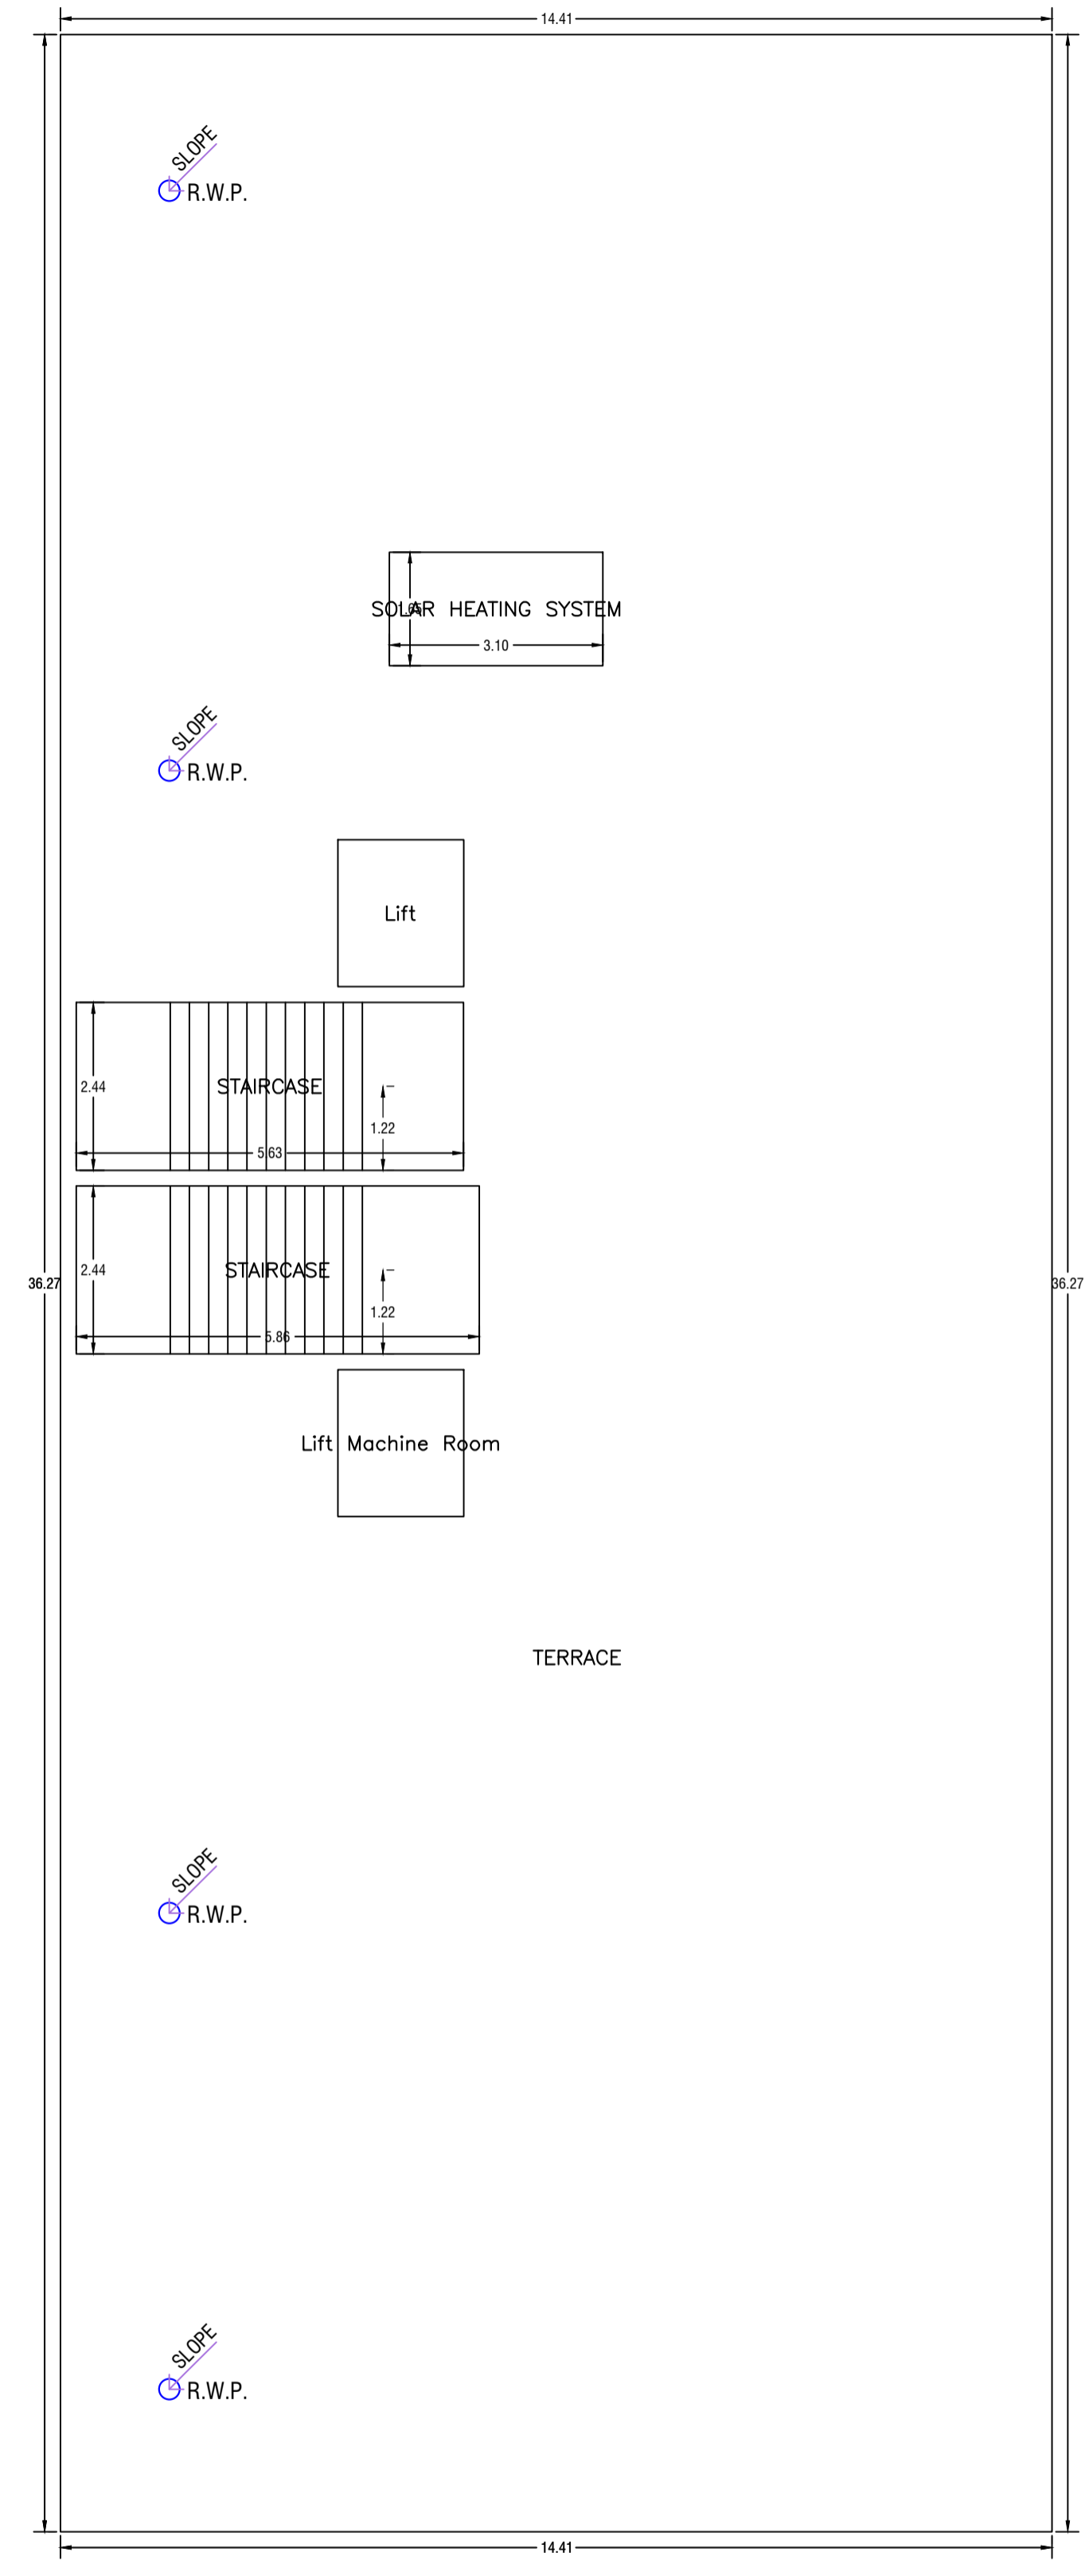 14.41
SLOPE
R.W.P.
SOLAR HEATING SYSTEM
3.10
SLOPE
R.W.P.
Lift
2.44
STAIRCASE
1.22
5.63
2.44
STAIRCASE
36.27
36.27
1.22
5.86
Lift Machine Room
TERRACE
SLOPE
R.W.P.
SLOPE
R.W.P.
14.41